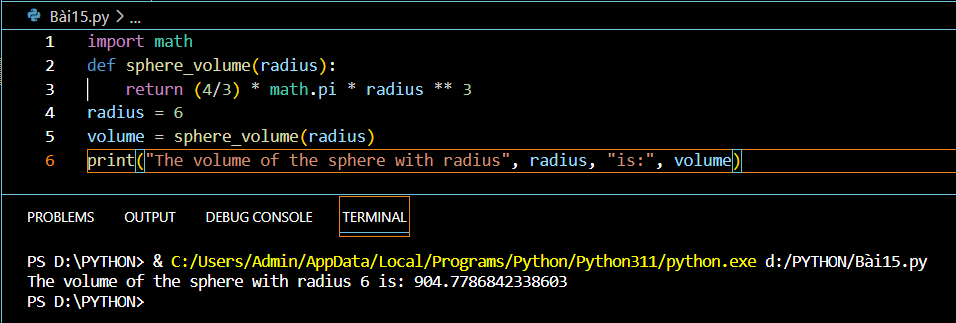 Bài15.py > ...
1 import math
2 def sphere_volume(radius):
3     return (4/3) * math.pi * radius ** 3
4 radius = 6
5 volume = sphere_volume(radius)
6 print("The volume of the sphere with radius", radius, "is:", volume)
PROBLEMS OUTPUT DEBUG CONSOLE TERMINAL
PS D:\PYTHON> & C:/Users/Admin/AppData/Local/Programs/Python/Python311/python.exe d:/PYTHON/Bài15.py
The volume of the sphere with radius 6 is: 904.7786842338603
PS D:\PYTHON>